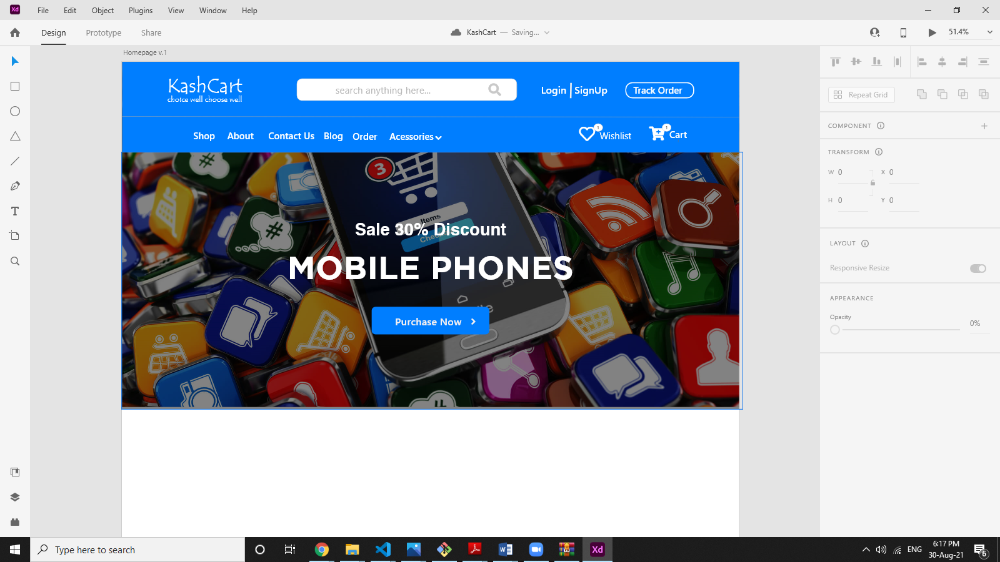 Xd File Edit Object Plugins View Window Help
Design Prototype Share KashCart — Saving... 51.4%
Homepage v.1
KashCart
choice well choose well
search anything here...
Login | SignUp
Track Order
Shop About Contact Us Blog Order Acessories
1 Wishlist 1 Cart
3
Items
Sale 30% Discount
MOBILE PHONES
Purchase Now
Repeat Grid
COMPONENT
TRANSFORM
W 0 X 0
H 0 Y 0
LAYOUT
Responsive Resize
APPEARANCE
Opacity
0%
Type here to search
Xd
ENG
6:17 PM
30-Aug-21
6